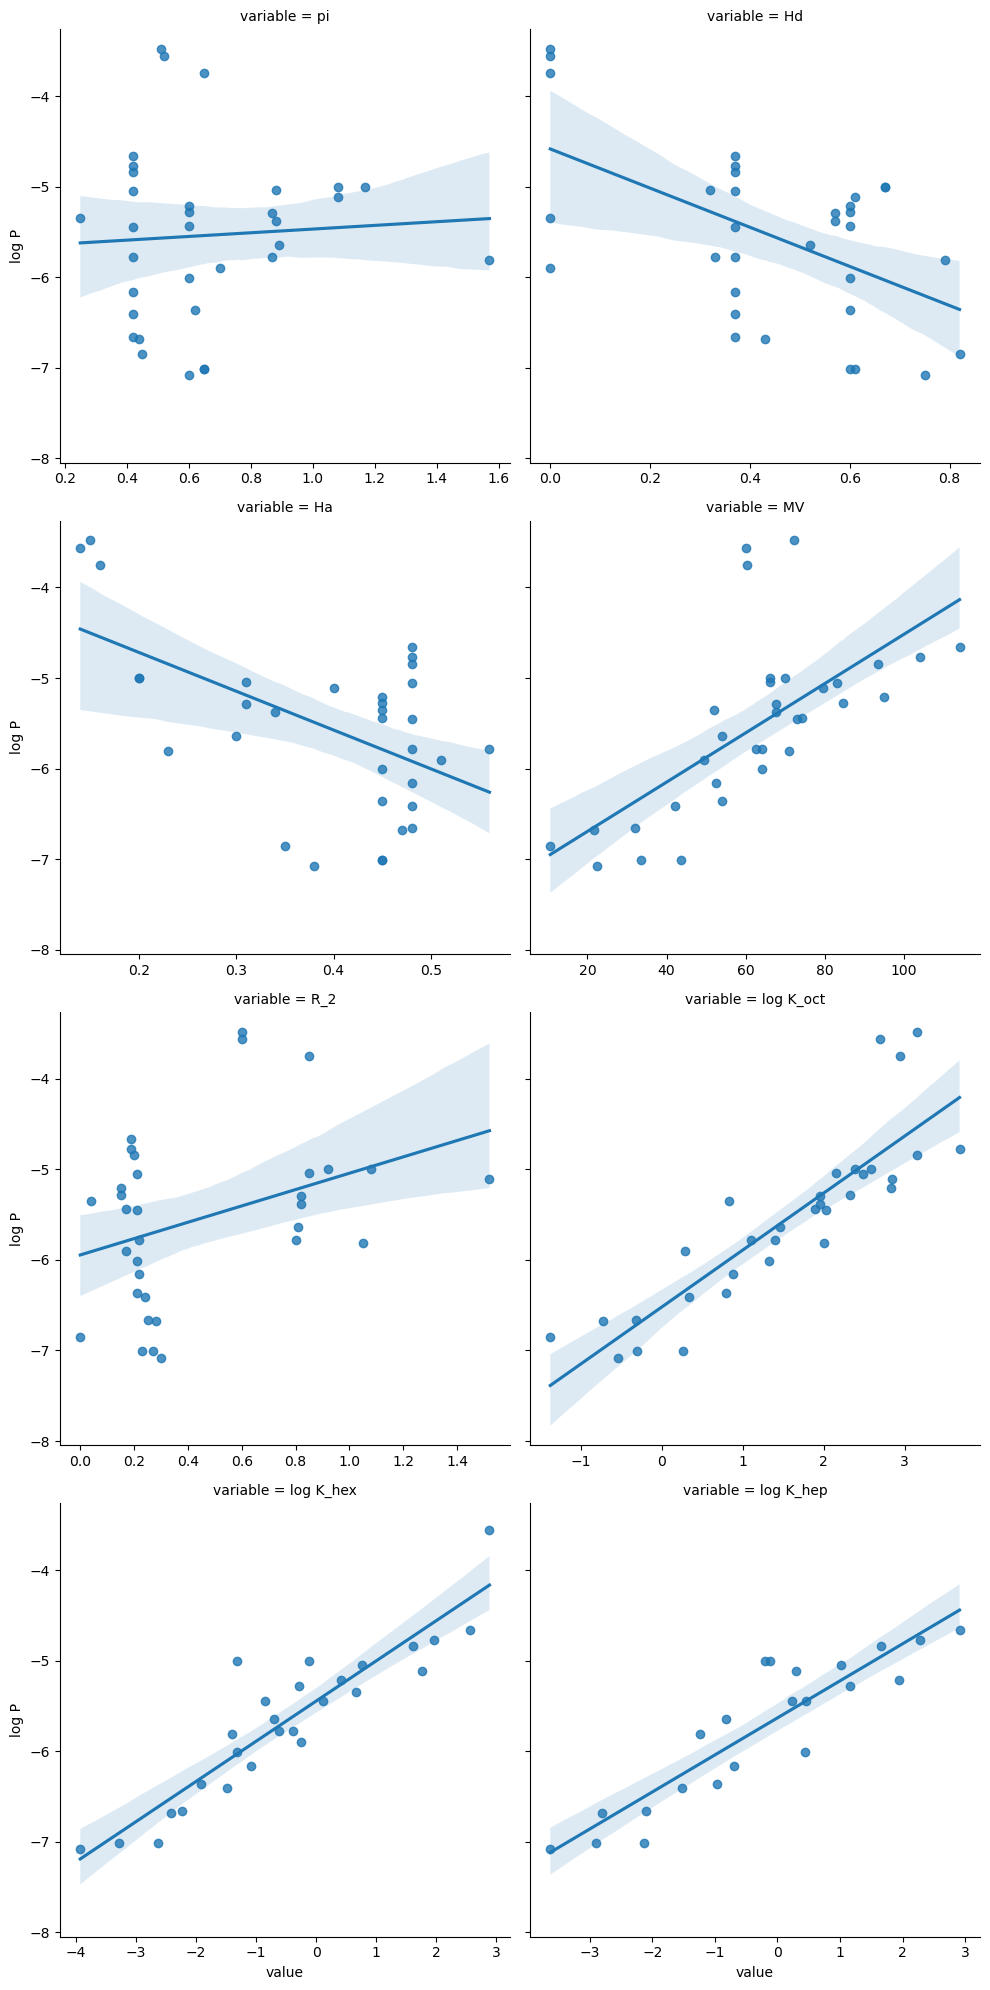 variable = pi
variable = Hd
log P
−4
−5
−6
−7
−8
0.2 0.4 0.6 0.8 1.0 1.2 1.4 1.6
0.0 0.2 0.4 0.6 0.8
variable = Ha
variable = MV
log P
−4
−5
−6
−7
−8
0.2 0.3 0.4 0.5
20 40 60 80 100
variable = R_2
variable = log K_oct
log P
−4
−5
−6
−7
−8
0.0 0.2 0.4 0.6 0.8 1.0 1.2 1.4
−1 0 1 2 3
variable = log K_hex
variable = log K_hep
log P
−4
−5
−6
−7
−8
−4 −3 −2 −1 0 1 2 3
−3 −2 −1 0 1 2 3
value
value